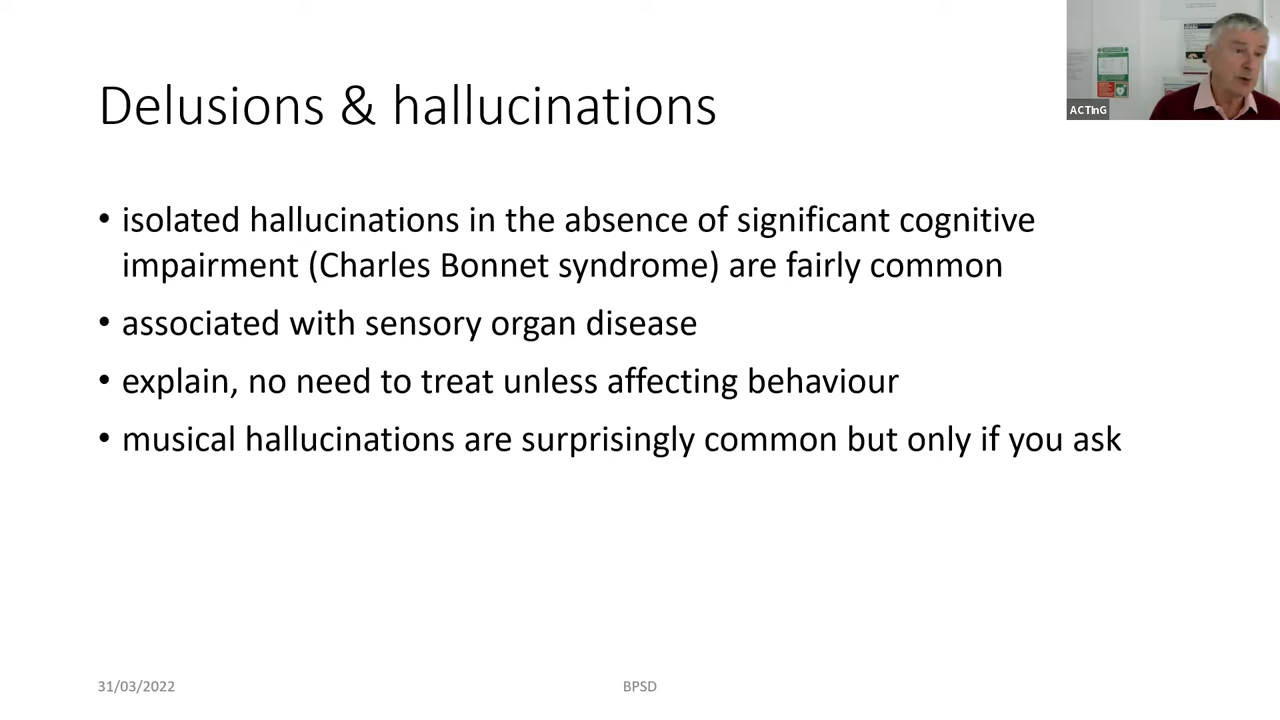 Delusions & hallucinations
ACTInG
• isolated hallucinations in the absence of significant cognitive
impairment (Charles Bonnet syndrome) are fairly common
• associated with sensory organ disease
• explain, no need to treat unless affecting behaviour
• musical hallucinations are surprisingly common but only if you ask
31/03/2022
BPSD